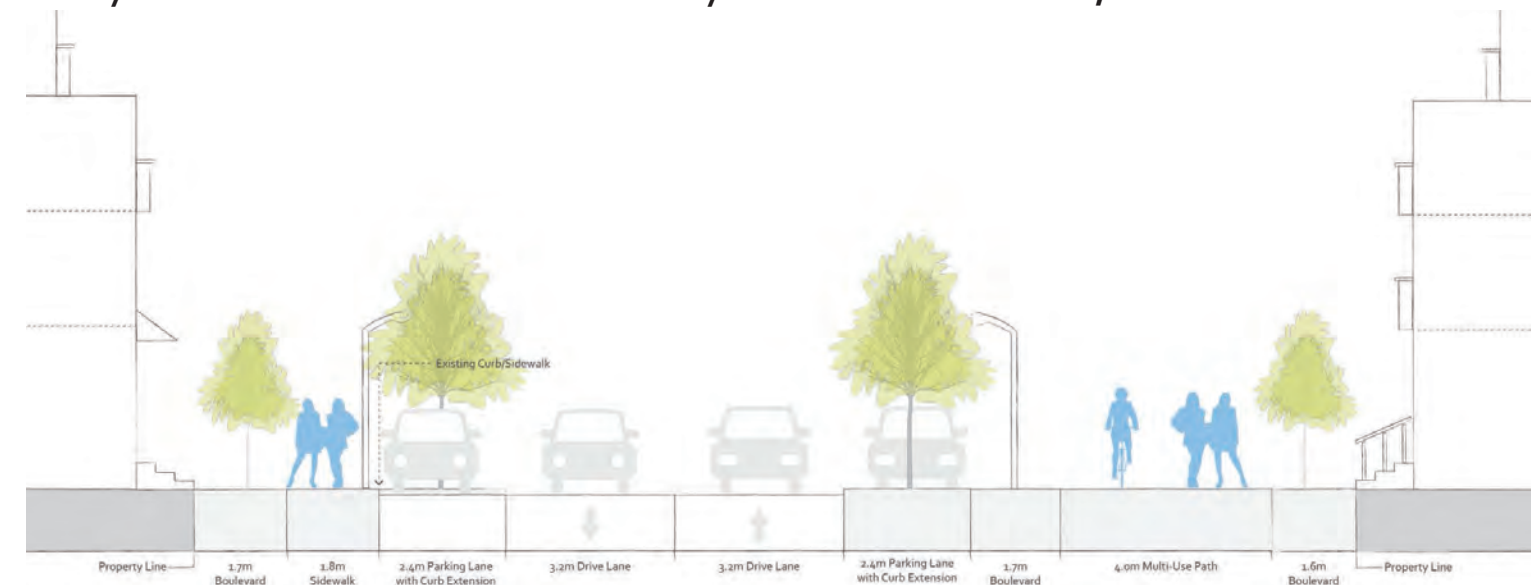 Existing Curb/Sidewalk
Property Line
1.7m
Boulevard
1.8m
Sidewalk
2.4m Parking Lane
with Curb Extension
3.2m Drive Lane
3.2m Drive Lane
2.4m Parking Lane
with Curb Extension
1.7m
Boulevard
4.0m Multi-Use Path
1.6m
Boulevard
Property Line